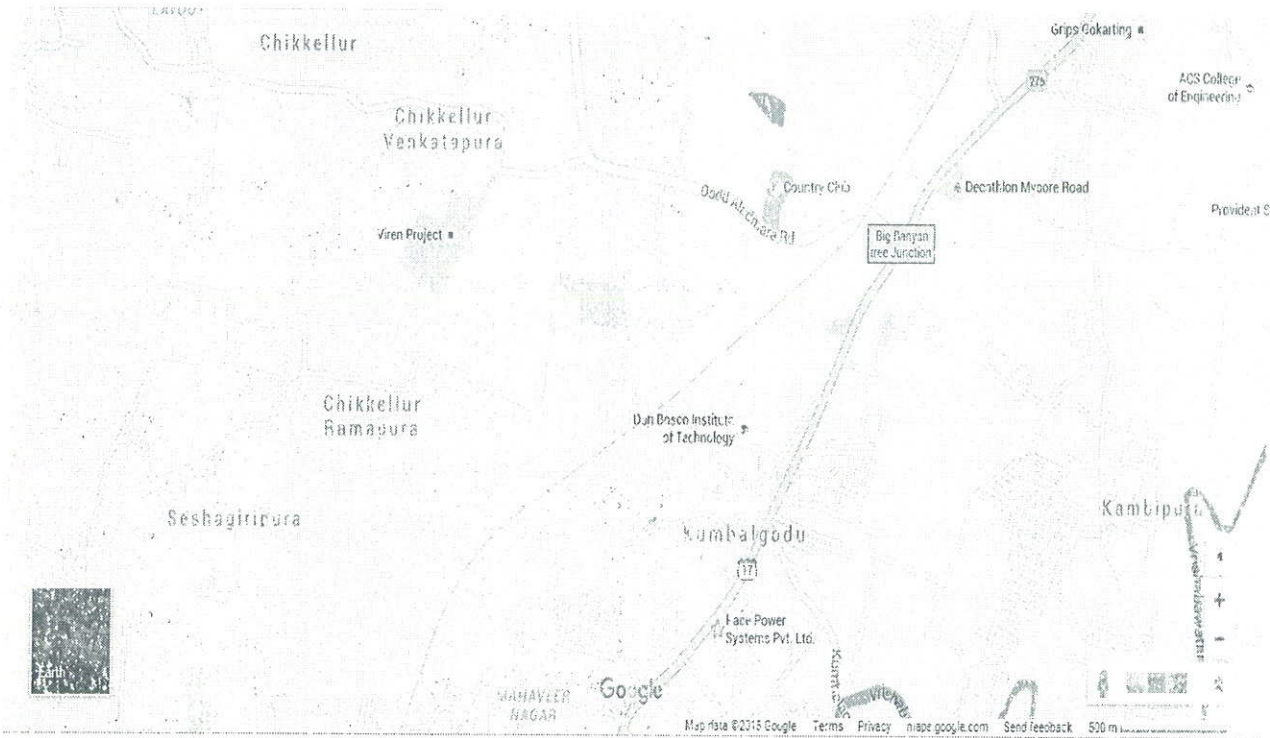 Chikkellur
Grips Gokarting
275
ACS College
of Engineering
Chikkellur
Venkatapura
Country Club
Decathlon Mysore Road
Provident S
Viren Project
Big Banyan
tree Junction
Chikkellur
Ramapura
Don Bosco Institute
of Technology
Seshagiripura
Kambipura
Kumbalgodu
17
Power
Systems Pvt. Ltd.
Earth
NAGAR
Google
Map data ©2015 Google Terms Privacy maps.google.com Send feedback 500 m